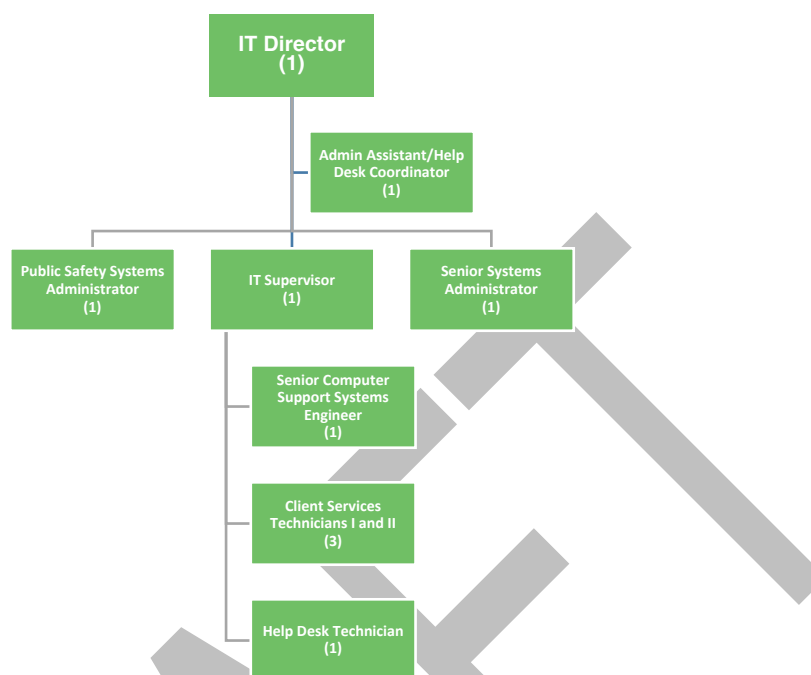 IT Director
(1)
Admin Assistant/Help
Desk Coordinator
(1)
Public Safety Systems
Administrator
(1)
IT Supervisor
(1)
Senior Systems
Administrator
(1)
Senior Computer
Support Systems
Engineer
(1)
Client Services
Technicians I and II
(3)
Help Desk Technician
(1)